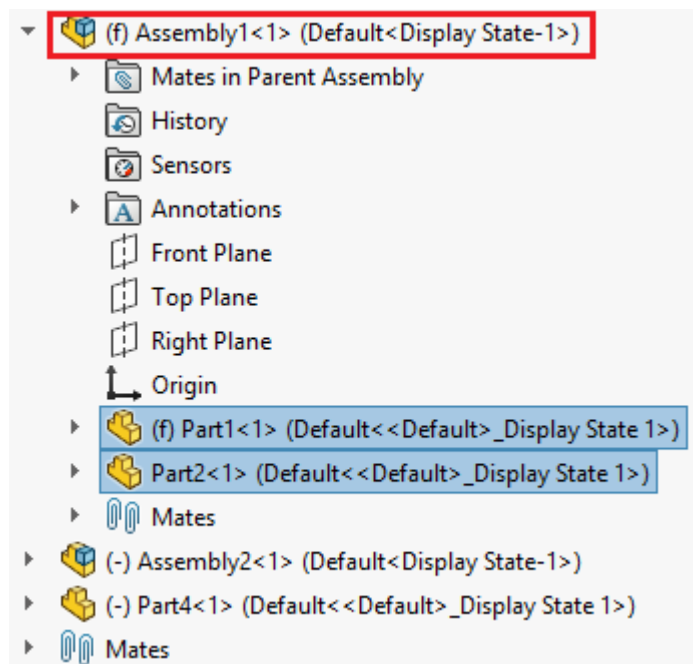 (f) Assembly1<1> (Default<Display State-1>)
Mates in Parent Assembly
History
Sensors
A Annotations
Front Plane
Top Plane
Right Plane
Origin
(f) Part1<1> (Default<<Default>_Display State 1>)
Part2<1> (Default<<Default>_Display State 1>)
Mates
(-) Assembly2<1> (Default<Display State-1>)
(-) Part4<1> (Default<<Default>_Display State 1>)
Mates